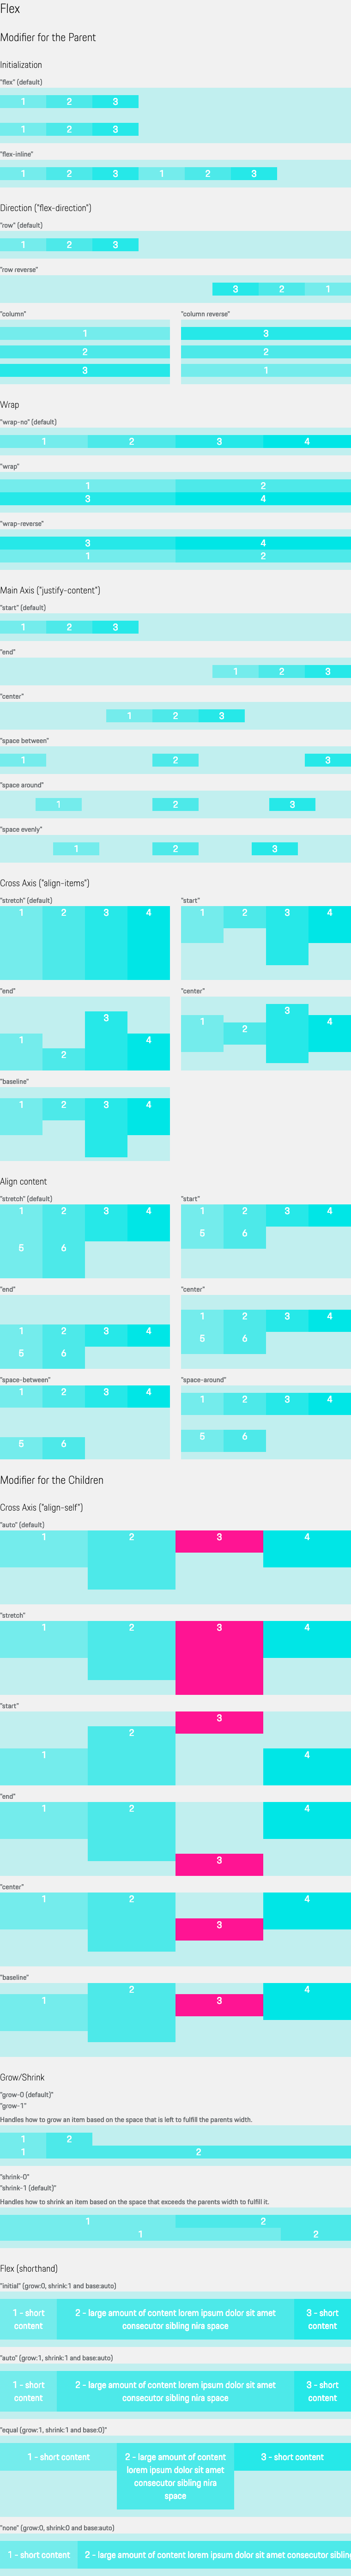 Flex
Modifier for the Parent
Initialization
"flex" (default)
1 2 3
1 2 3
"flex-inline"
1 2 3 1 2 3
Direction ("flex-direction")
"row" (default)
1 2 3
"row reverse"
3 2 1
"column" "column reverse"
1 3
2 2
3 1
Wrap
"wrap-no" (default)
1 2 3 4
"wrap"
1 2
3 4
"wrap-reverse"
3 4
1 2
Main Axis ("justify-content")
"start" (default)
1 2 3
"end"
1 2 3
"center"
1 2 3
"space between"
1 2 3
"space around"
1 2 3
"space evenly"
1 2 3
Cross Axis ("align-items")
"stretch" (default) "start"
1 2 3 4 1 2 3 4
"end" "center"
3 3
1 4 1 4
2 2
"baseline"
1 2 3 4
Align content
"stretch" (default) "start"
1 2 3 4 1 2 3 4
5 6 5 6
"end" "center"
1 2 3 4 1 2 3 4
5 6 5 6
"space-between" "space-around"
1 2 3 4 1 2 3 4
5 6 5 6
Modifier for the Children
Cross Axis ("align-self")
"auto" (default)
1 2 3 4
"stretch"
1 2 3 4
"start"
3
2
1 4
"end"
1 2 4
3
"center"
1 2 4
3
"baseline"
2 4
1 3
Grow/Shrink
"grow-0 (default)"
"grow-1"
Handles how to grow an item based on the space that is left to fulfill the parents width.
1 2
1 2
"shrink-0"
"shrink-1 (default)"
Handles how to shrink an item based on the space that exceeds the parents width to fulfill it.
1 2
1 2
Flex (shorthand)
"initial" (grow:0, shrink:1 and base:auto)
1 - short 2 - large amount of content lorem ipsum dolor sit amet 3 - short
content consecutor sibling nira space content
"auto" (grow:1, shrink:1 and base:auto)
1 - short 2 - large amount of content lorem ipsum dolor sit amet 3 - short
content consecutor sibling nira space content
"equal (grow:1, shrink:1 and base:0)"
1 - short content 2 - large amount of content 3 - short content
lorem ipsum dolor sit amet
consecutor sibling nira
space
"none" (grow:0, shrink:0 and base:auto)
1 - short content 2 - large amount of content lorem ipsum dolor sit amet consecutor sibling